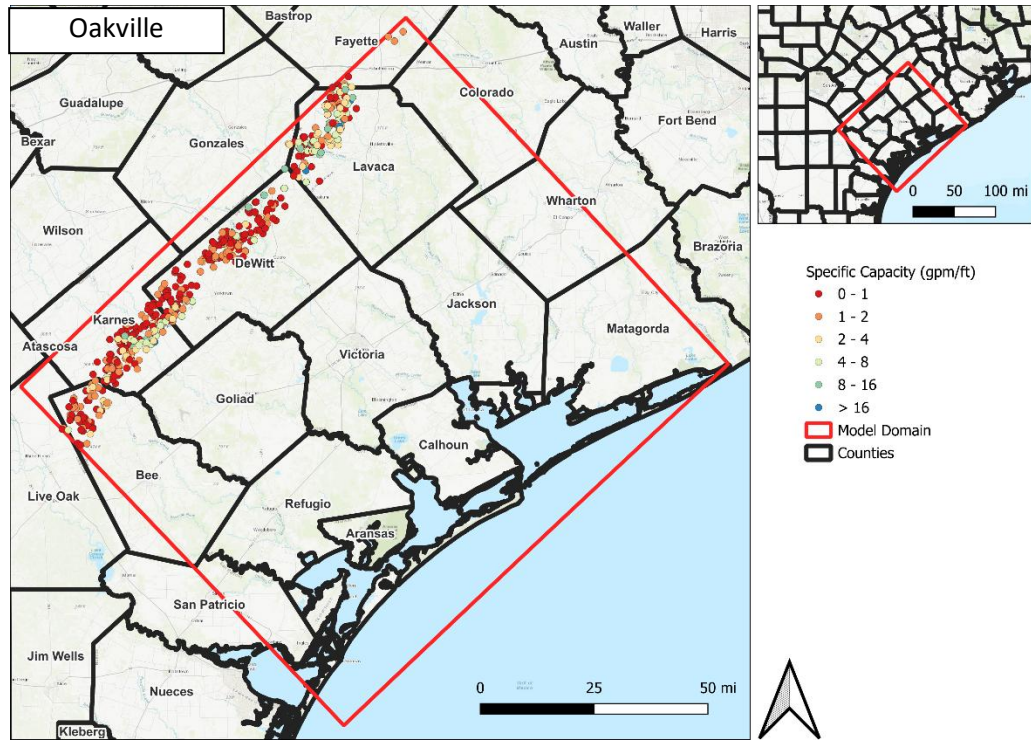 Oakville
Bastrop
Fayette
Austin
Waller
Harris
Guadalupe
Colorado
Fort Bend
Bexar
Gonzales
Lavaca
Wilson
Wharton
Brazoria
DeWitt
Karnes
Jackson
Matagorda
Atascosa
Victoria
Goliad
Calhoun
Bee
Live Oak
Refugio
Aransas
San Patricio
Jim Wells
Nueces
Kleberg
0 25 50 mi
0 50 100 mi
Specific Capacity (gpm/ft)
0 - 1
1 - 2
2 - 4
4 - 8
8 - 16
> 16
Model Domain
Counties